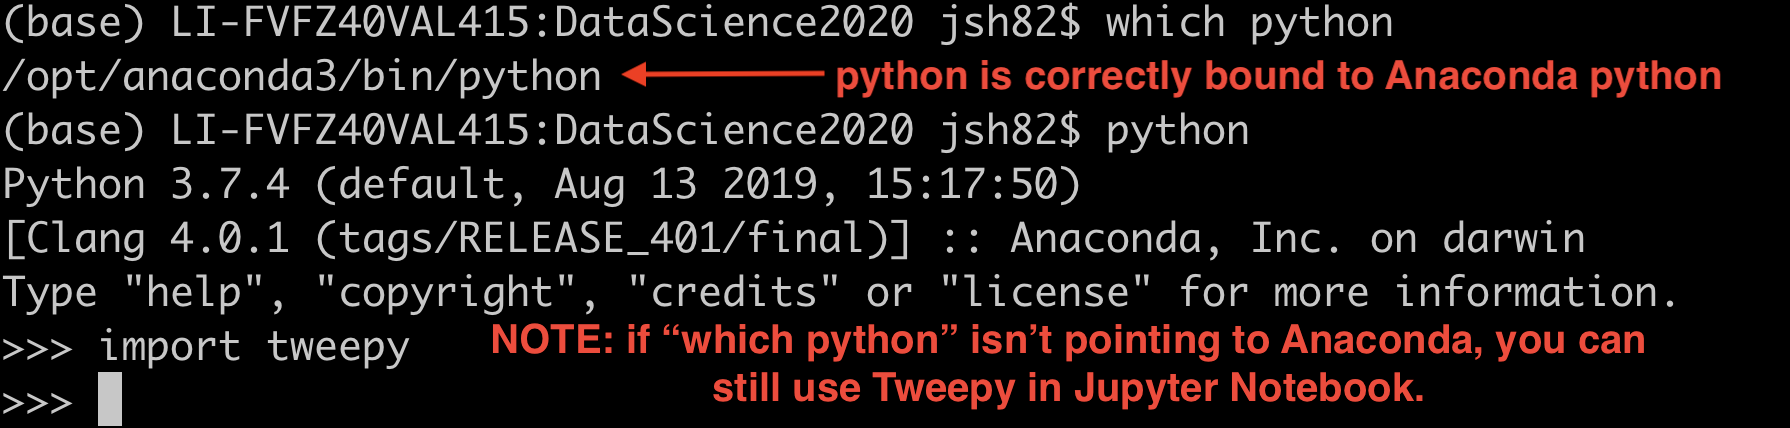 (base) LI-FVFZ40VAL415:DataScience2020 jsh82$ which python
/opt/anaconda3/bin/python python is correctly bound to Anaconda python
(base) LI-FVFZ40VAL415:DataScience2020 jsh82$ python
Python 3.7.4 (default, Aug 13 2019, 15:17:50)
[Clang 4.0.1 (tags/RELEASE_401/final)] :: Anaconda, Inc. on darwin
Type "help", "copyright", "credits" or "license" for more information.
>>> import tweepy NOTE: if “which python” isn’t pointing to Anaconda, you can
still use Tweepy in Jupyter Notebook.
>>>